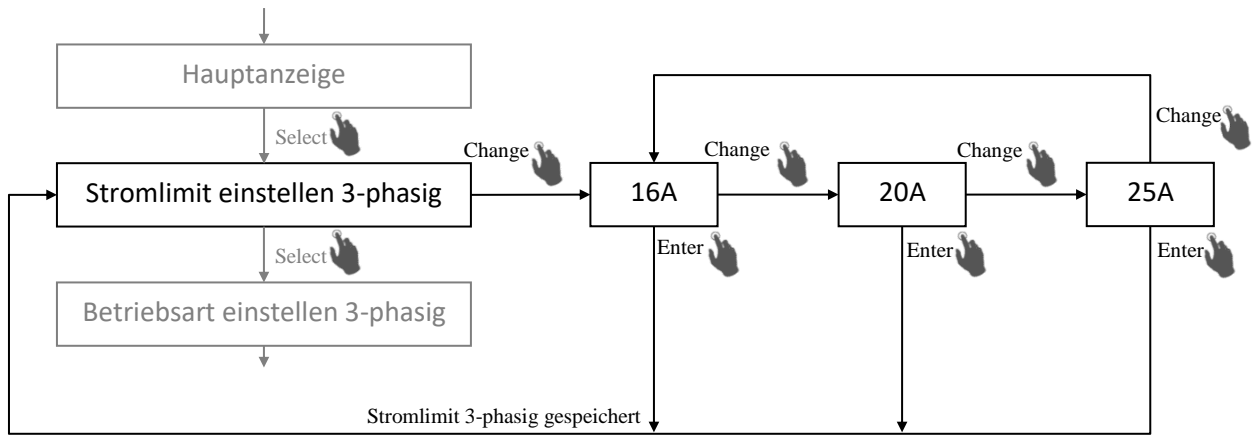 Hauptanzeige
Select
Change
Stromlimit einstellen 3-phasig
Change
16A
Change
20A
Change
25A
Select
Enter
Enter
Enter
Betriebsart einstellen 3-phasig
Stromlimit 3-phasig gespeichert